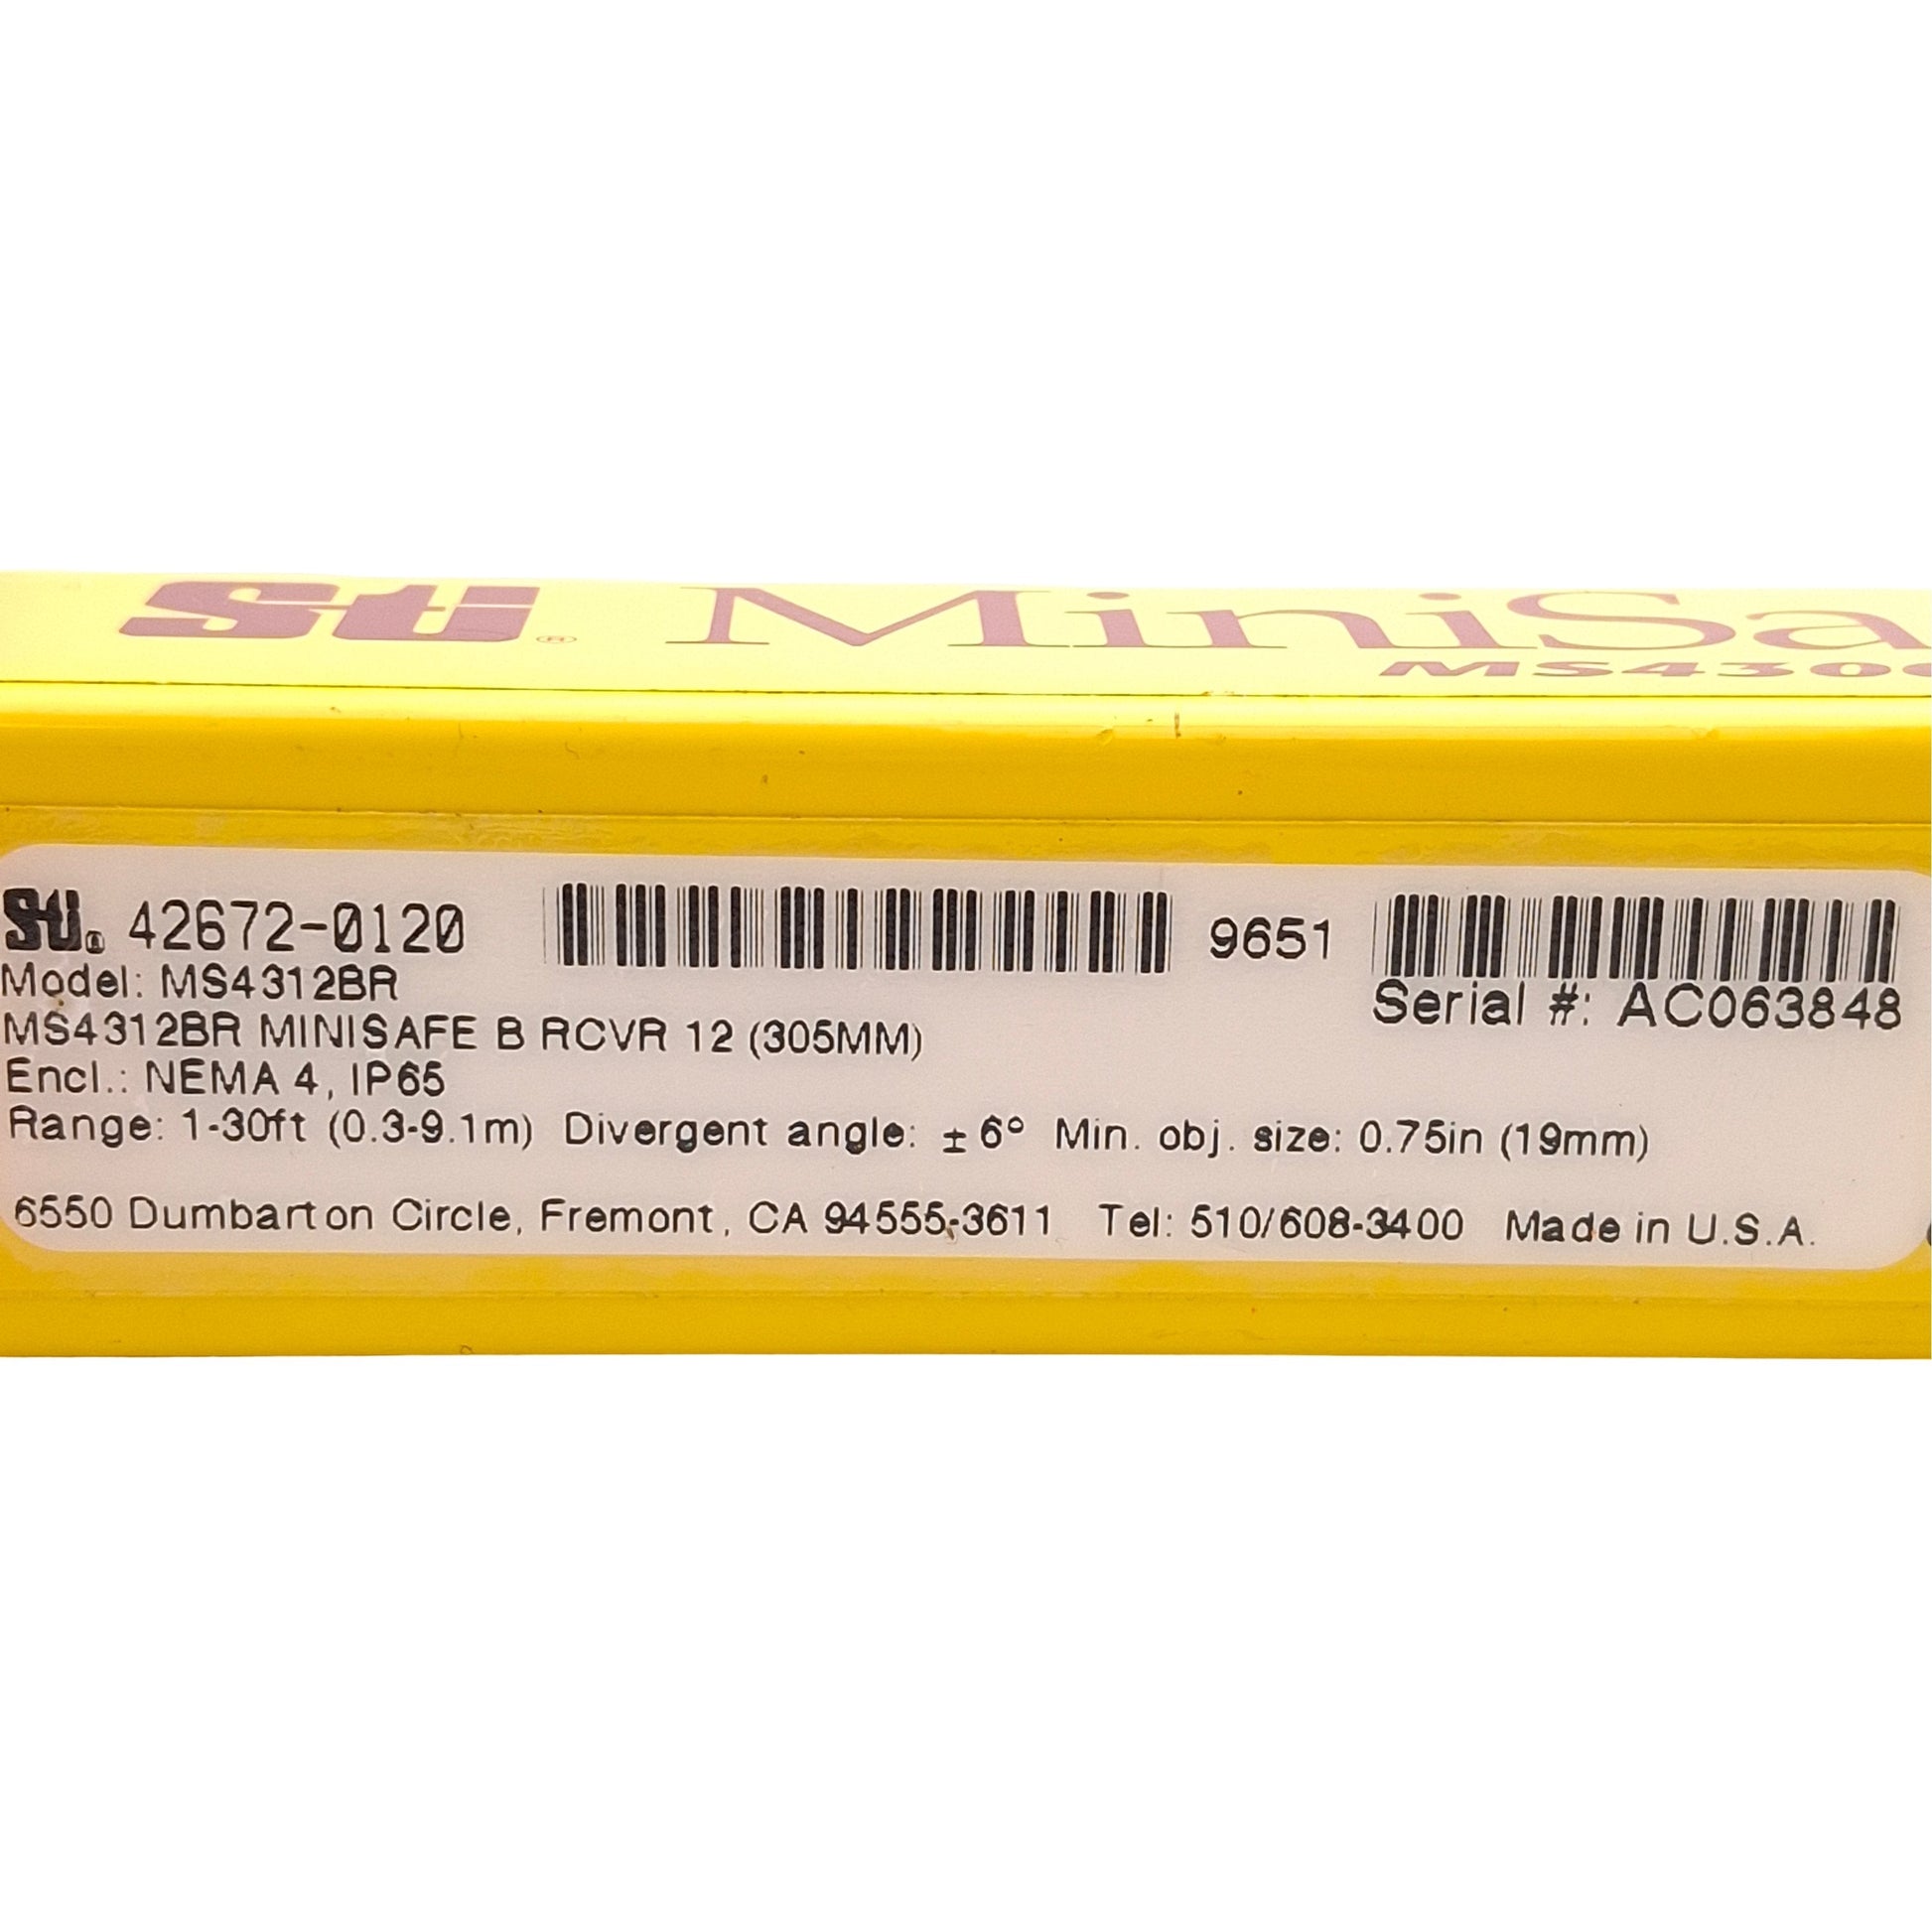 Sti® MiniSa
MS430
Sti® 42672-0120 9651
Model: MS4312BR
Serial #: AC063848
MS4312BR MINISAFE B RCVR 12 (305MM)
Encl.: NEMA 4, IP65
Range: 1-30ft (0.3-9.1m) Divergent angle: ±6° Min. obj. size: 0.75in (19mm)
6550 Dumbarton Circle, Fremont, CA 94555-3611 Tel: 510/608-3400 Made in U.S.A.